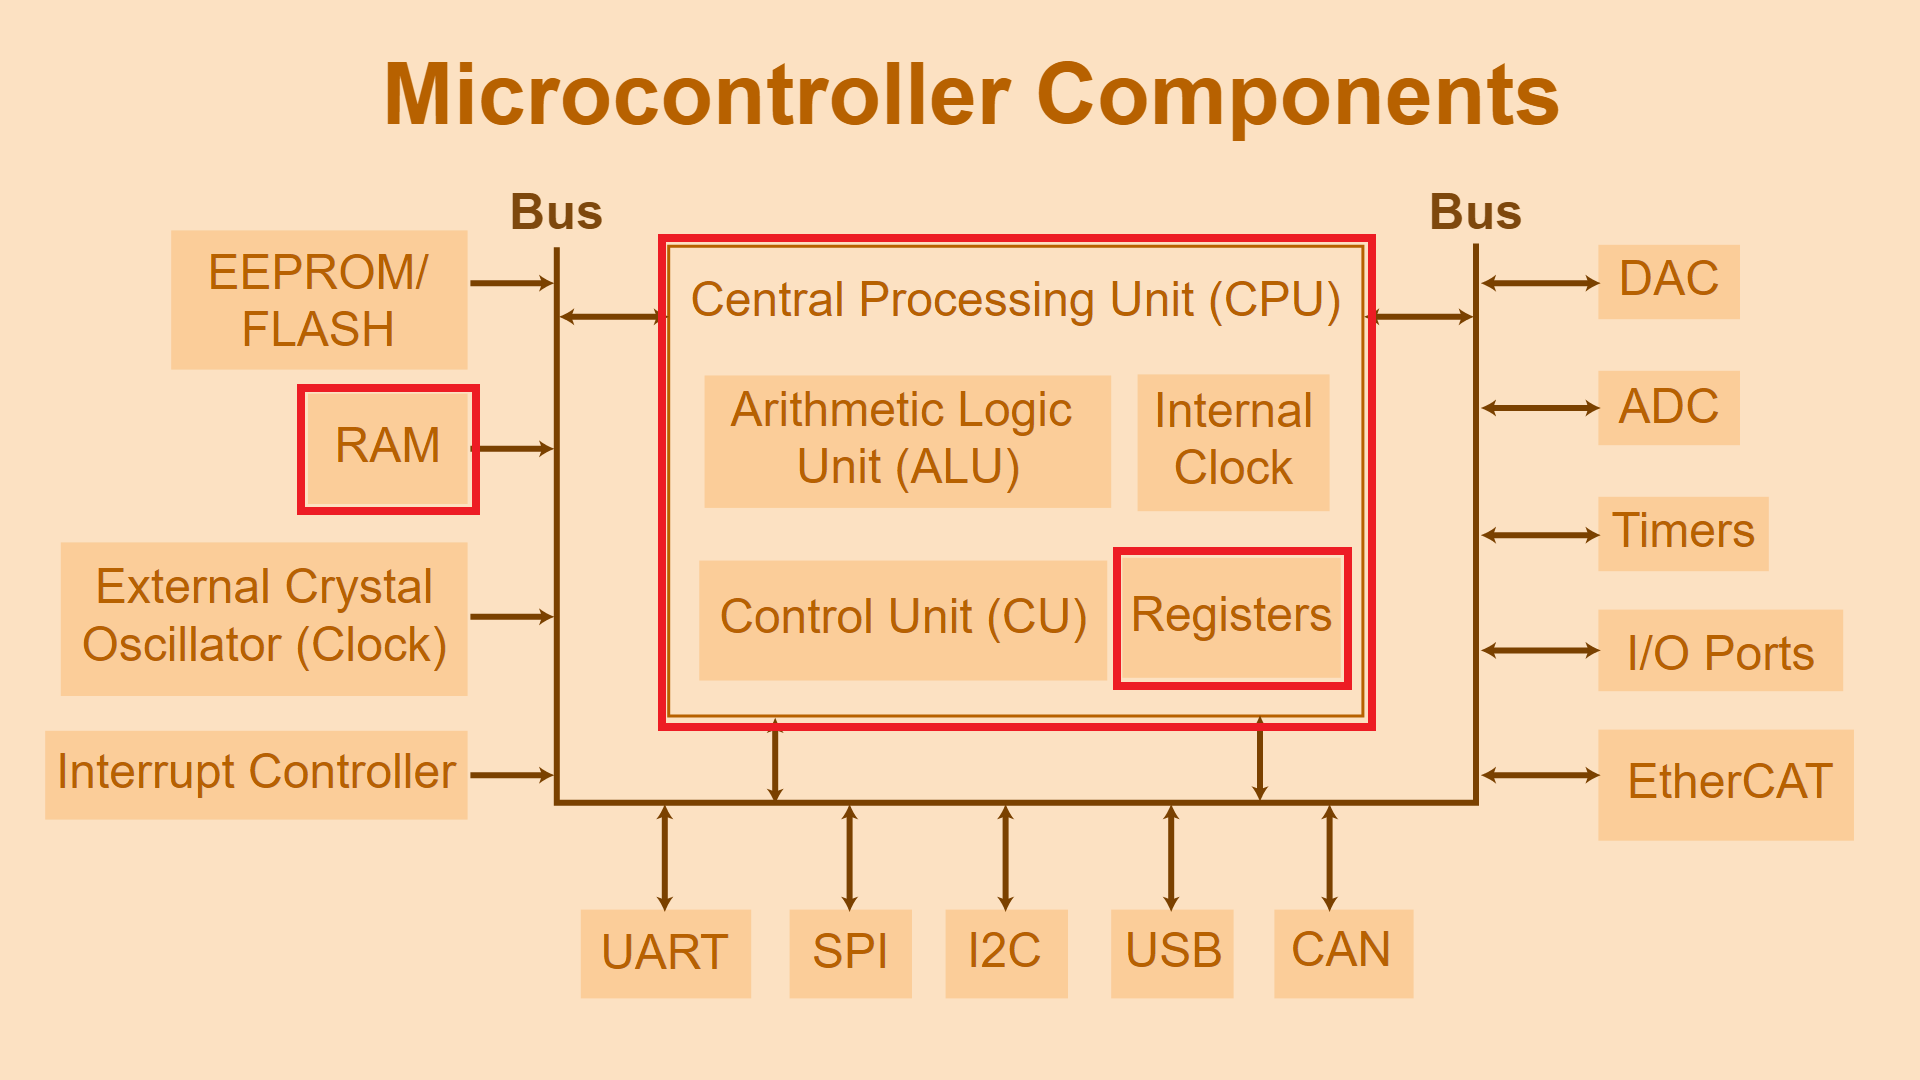 Microcontroller Components
Bus
Bus
EEPROM/
FLASH
RAM
External Crystal
Oscillator (Clock)
Interrupt Controller
Central Processing Unit (CPU)
Arithmetic Logic
Unit (ALU)
Internal
Clock
Control Unit (CU)
Registers
DAC
ADC
Timers
I/O Ports
EtherCAT
UART
SPI
I2C
USB
CAN